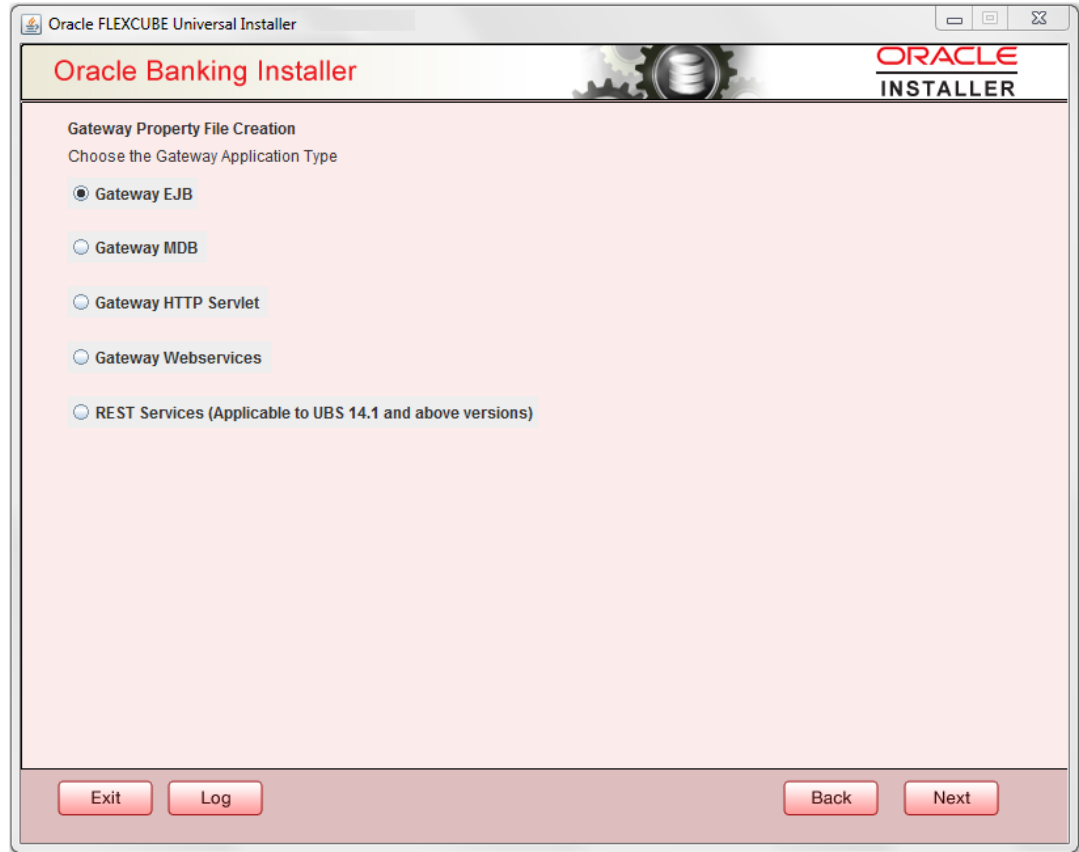 Oracle FLEXCUBE Universal Installer
Oracle Banking Installer
ORACLE
INSTALLER
Gateway Property File Creation
Choose the Gateway Application Type
Gateway EJB
Gateway MDB
Gateway HTTP Servlet
Gateway Webservices
REST Services (Applicable to UBS 14.1 and above versions)
Exit Log Back Next